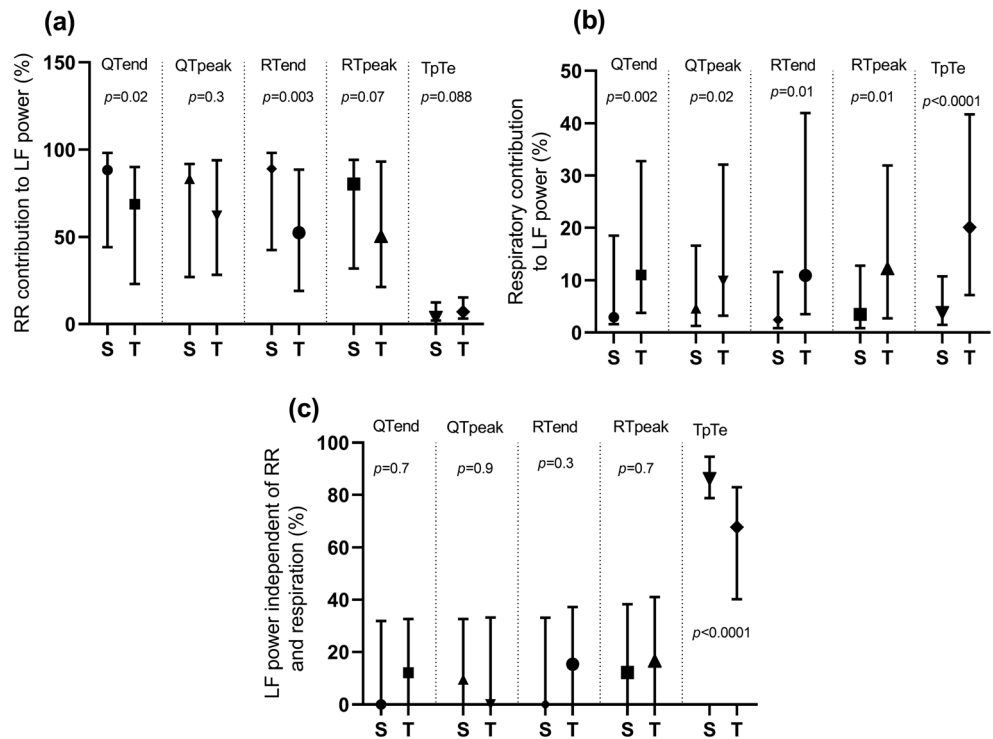 (a)
RR contribution to LF power (%)
150
100
50
0
QTend
QTpeak
RTend
RTpeak
TpTe
p=0.02
p=0.3
p=0.003
p=0.07
p=0.088
S T S T S T S T S T
(b)
Respiratory contribution
to LF power (%)
50
40
30
20
10
0
QTend
QTpeak
RTend
RTpeak
TpTe
p=0.002
p=0.02
p=0.01
p=0.01
p<0.0001
S T S T S T S T S T
(c)
LF power independent of RR
and respiration (%)
100
80
60
40
20
0
QTend
QTpeak
RTend
RTpeak
TpTe
p=0.7
p=0.9
p=0.3
p=0.7
p<0.0001
S T S T S T S T S T